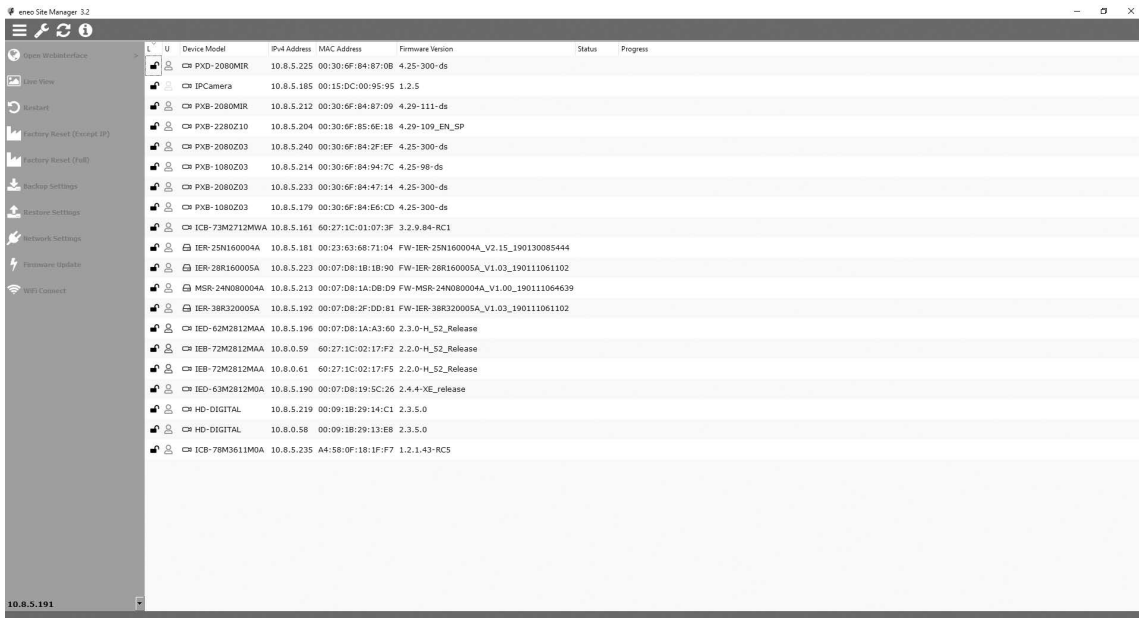 eneo Site Manager 3.2
L U Device Model IPv4 Address MAC Address Firmware Version Status Progress
Open Webinterface >
Live View
Restart
Factory Reset (Except IP)
Factory Reset (Full)
Backup Settings
Restore Settings
Network Settings
Firmware Update
WiFi Connect
PXD-2080MIR 10.8.5.225 00:30:6F:84:87:0B 4.25-300-ds
IPCamera 10.8.5.185 00:15:DC:00:95:95 1.2.5
PXB-2080MIR 10.8.5.212 00:30:6F:84:87:09 4.29-111-ds
PXB-2280Z10 10.8.5.204 00:30:6F:85:6E:18 4.29-109_EN_SP
PXB-2080Z03 10.8.5.240 00:30:6F:84:2F:EF 4.25-300-ds
PXB-1080Z03 10.8.5.214 00:30:6F:84:94:7C 4.25-98-ds
PXB-2080Z03 10.8.5.233 00:30:6F:84:47:14 4.25-300-ds
PXB-1080Z03 10.8.5.179 00:30:6F:84:E6:CD 4.25-300-ds
ICB-73M2712MWA 10.8.5.161 60:27:1C:01:07:3F 3.2.9.84-RC1
IER-25N160004A 10.8.5.181 00:23:63:68:71:04 FW-IER-25N160004A_V2.15_190130085444
IER-28R160005A 10.8.5.223 00:07:D8:1B:1B:90 FW-IER-28R160005A_V1.03_190111061102
MSR-24N080004A 10.8.5.213 00:07:D8:1A:DB:D9 FW-MSR-24N080004A_V1.00_190111064639
IER-38R320005A 10.8.5.192 00:07:D8:2F:DD:81 FW-IER-38R320005A_V1.03_190111061102
IED-62M2812MAA 10.8.5.196 00:07:D8:1A:A3:60 2.3.0-H_52_Release
IEB-72M2812MAA 10.8.0.59 60:27:1C:02:17:F2 2.2.0-H_52_Release
IEB-72M2812MAA 10.8.0.61 60:27:1C:02:17:F5 2.2.0-H_52_Release
IED-63M2812M0A 10.8.5.190 00:07:D8:19:5C:26 2.4.4-XE_release
HD-DIGITAL 10.8.5.219 00:09:1B:29:14:C1 2.3.5.0
HD-DIGITAL 10.8.0.58 00:09:1B:29:13:E8 2.3.5.0
ICB-78M3611M0A 10.8.5.235 A4:58:0F:18:1F:F7 1.2.1.43-RC5
10.8.5.191